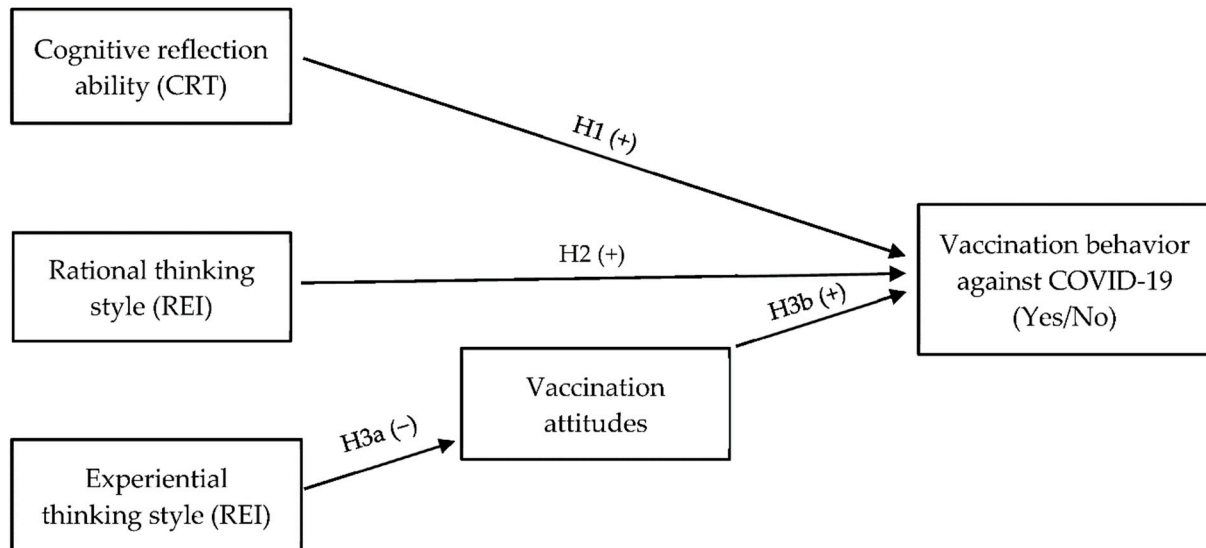 Cognitive reflection
ability (CRT)
H1 (+)
Rational thinking
style (REI)
H2 (+)
Vaccination behavior
against COVID-19
(Yes/No)
H3b (+)
Vaccination
attitudes
H3a (−)
Experiential
thinking style (REI)